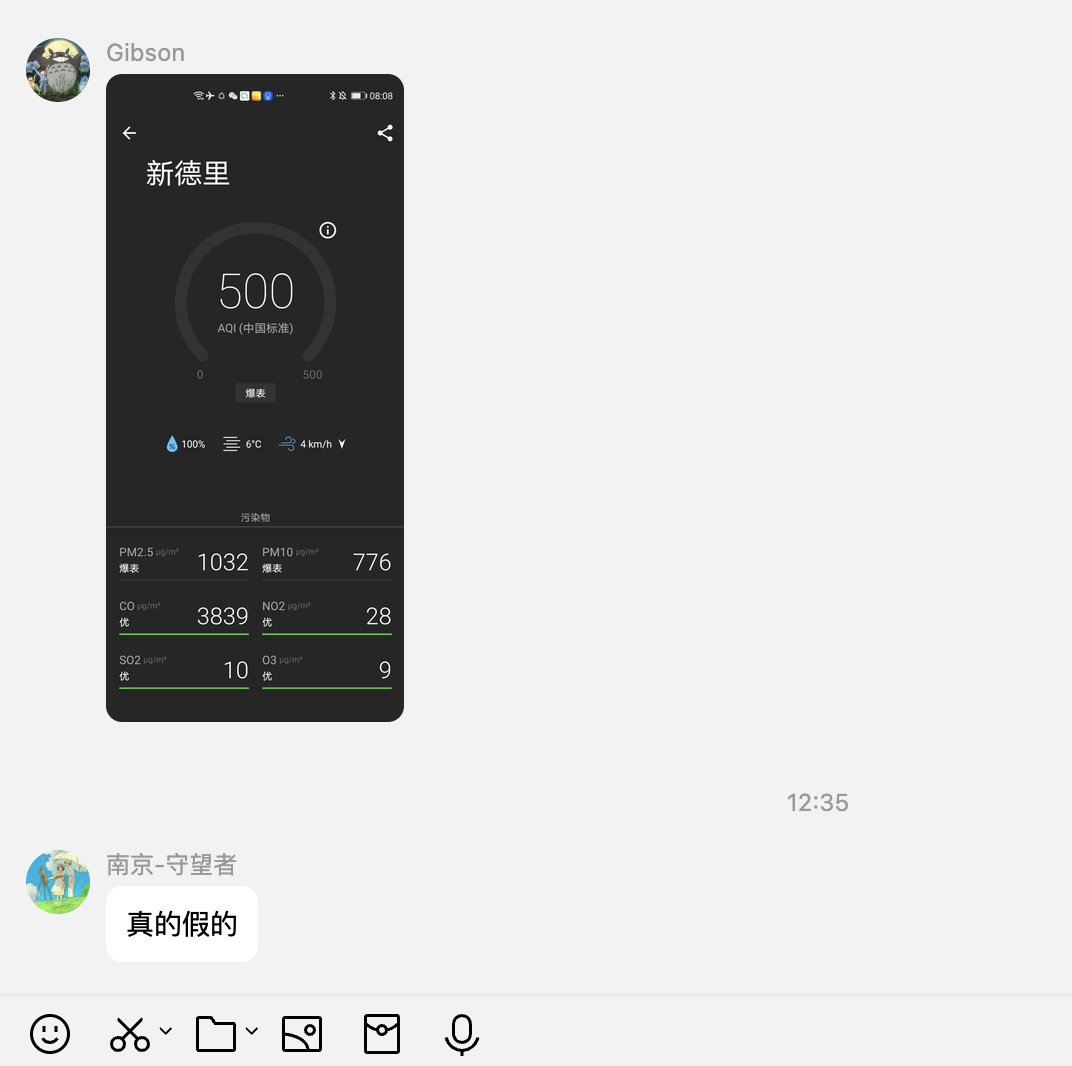 Gibson
08:08
新德里
500
AQI (中国标准)
0
500
爆表
100%
6°C
4 km/h
污染物
PM2.5 µg/m³
1032
PM10 µg/m³
776
爆表
爆表
CO µg/m³
3839
NO2 µg/m³
28
优
优
SO2 µg/m³
10
O3 µg/m³
9
优
优
12:35
南京-守望者
真的假的